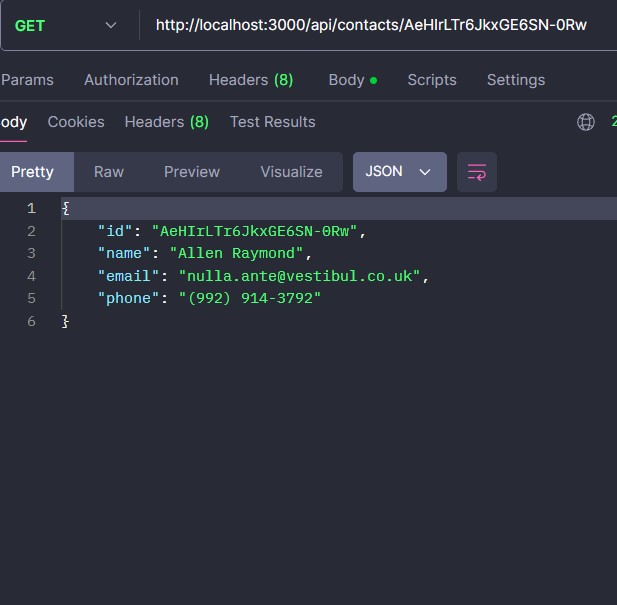 GET http://localhost:3000/api/contacts/AeHIrLTr6JkxGE6SN-0Rw
Params Authorization Headers (8) Body Scripts Settings
ody Cookies Headers (8) Test Results 2
Pretty Raw Preview Visualize JSON
1 {
2 "id": "AeHIrLTr6JkxGE6SN-0Rw",
3 "name": "Allen Raymond",
4 "email": "nulla.ante@vestibul.co.uk",
5 "phone": "(992) 914-3792"
6 }